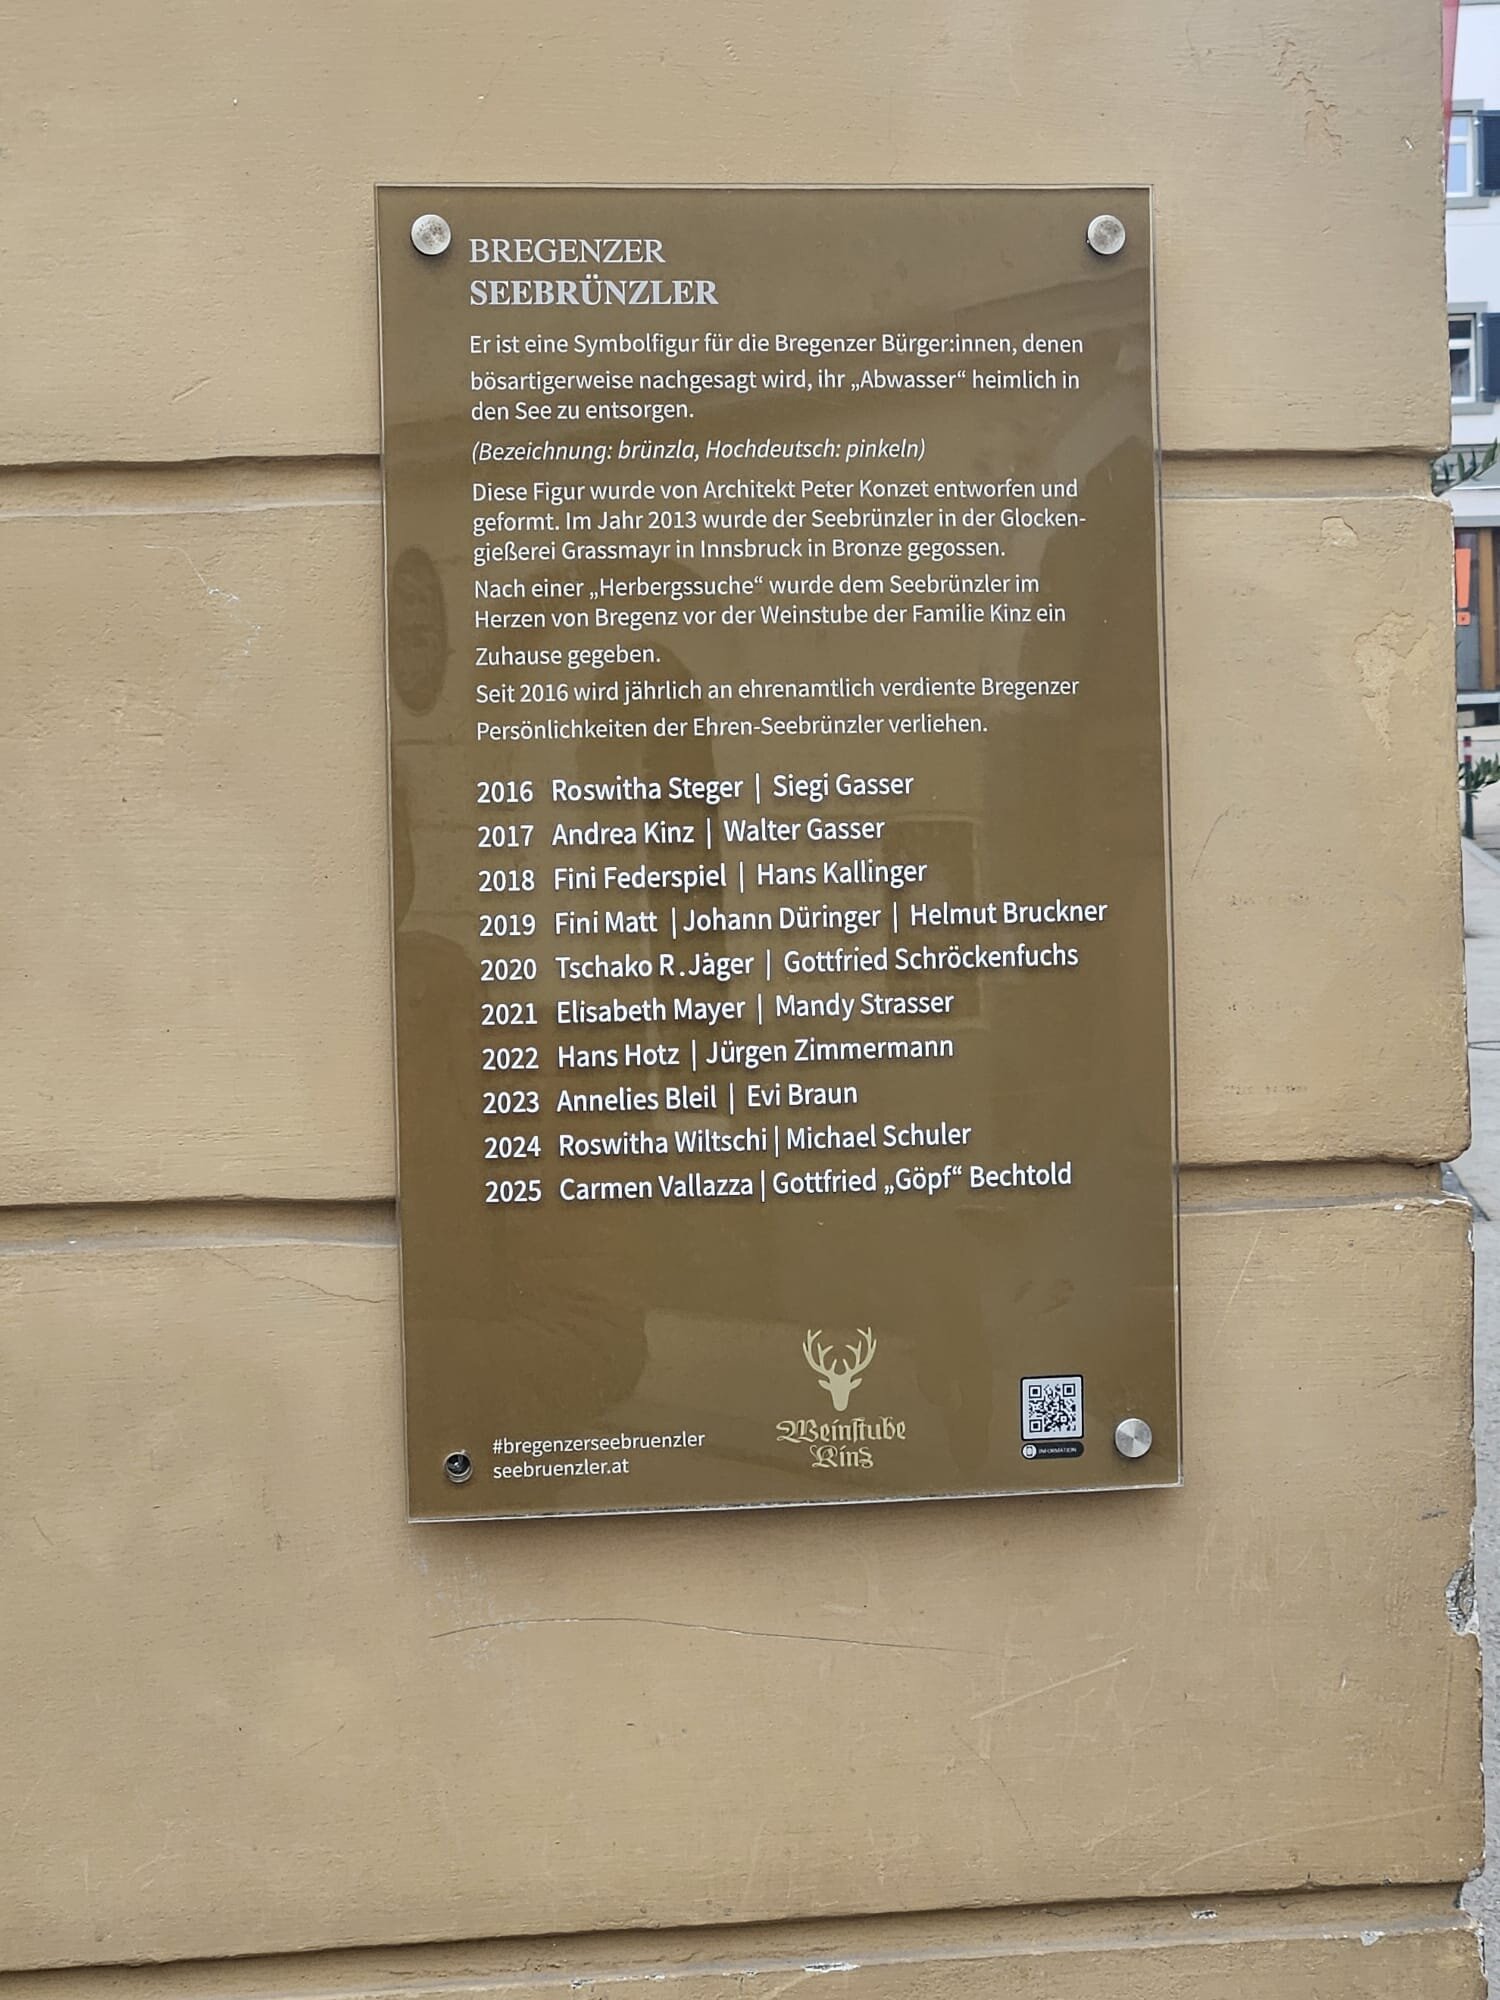 BREGENZER
SEEBRÜNZLER
Er ist eine Symbolfigur für die Bregenzer Bürger:innen, denen
bösartigerweise nachgesagt wird, ihr „Abwasser“ heimlich in
den See zu entsorgen.
(Bezeichnung: brünzla, Hochdeutsch: pinkeln)
Diese Figur wurde von Architekt Peter Konzet entworfen und
geformt. Im Jahr 2013 wurde der Seebrünzler in der Glocken-
gießerei Grassmayr in Innsbruck in Bronze gegossen.
Nach einer „Herbergssuche“ wurde dem Seebrünzler im
Herzen von Bregenz vor der Weinstube der Familie Kinz ein
Zuhause gegeben.
Seit 2016 wird jährlich an ehrenamtlich verdiente Bregenzer
Persönlichkeiten der Ehren-Seebrünzler verliehen.
2016 Roswitha Steger | Siegi Gasser
2017 Andrea Kinz | Walter Gasser
2018 Fini Federspiel | Hans Kallinger
2019 Fini Matt | Johann Düringer | Helmut Bruckner
2020 Tschako R. Jäger | Gottfried Schröckenfuchs
2021 Elisabeth Mayer | Mandy Strasser
2022 Hans Hotz | Jürgen Zimmermann
2023 Annelies Bleil | Evi Braun
2024 Roswitha Wiltschi | Michael Schuler
2025 Carmen Vallazza | Gottfried „Göpf“ Bechtold
#bregenzerseebruenzler
seebruenzler.at
Weinstube
Kinz
INFORMATION